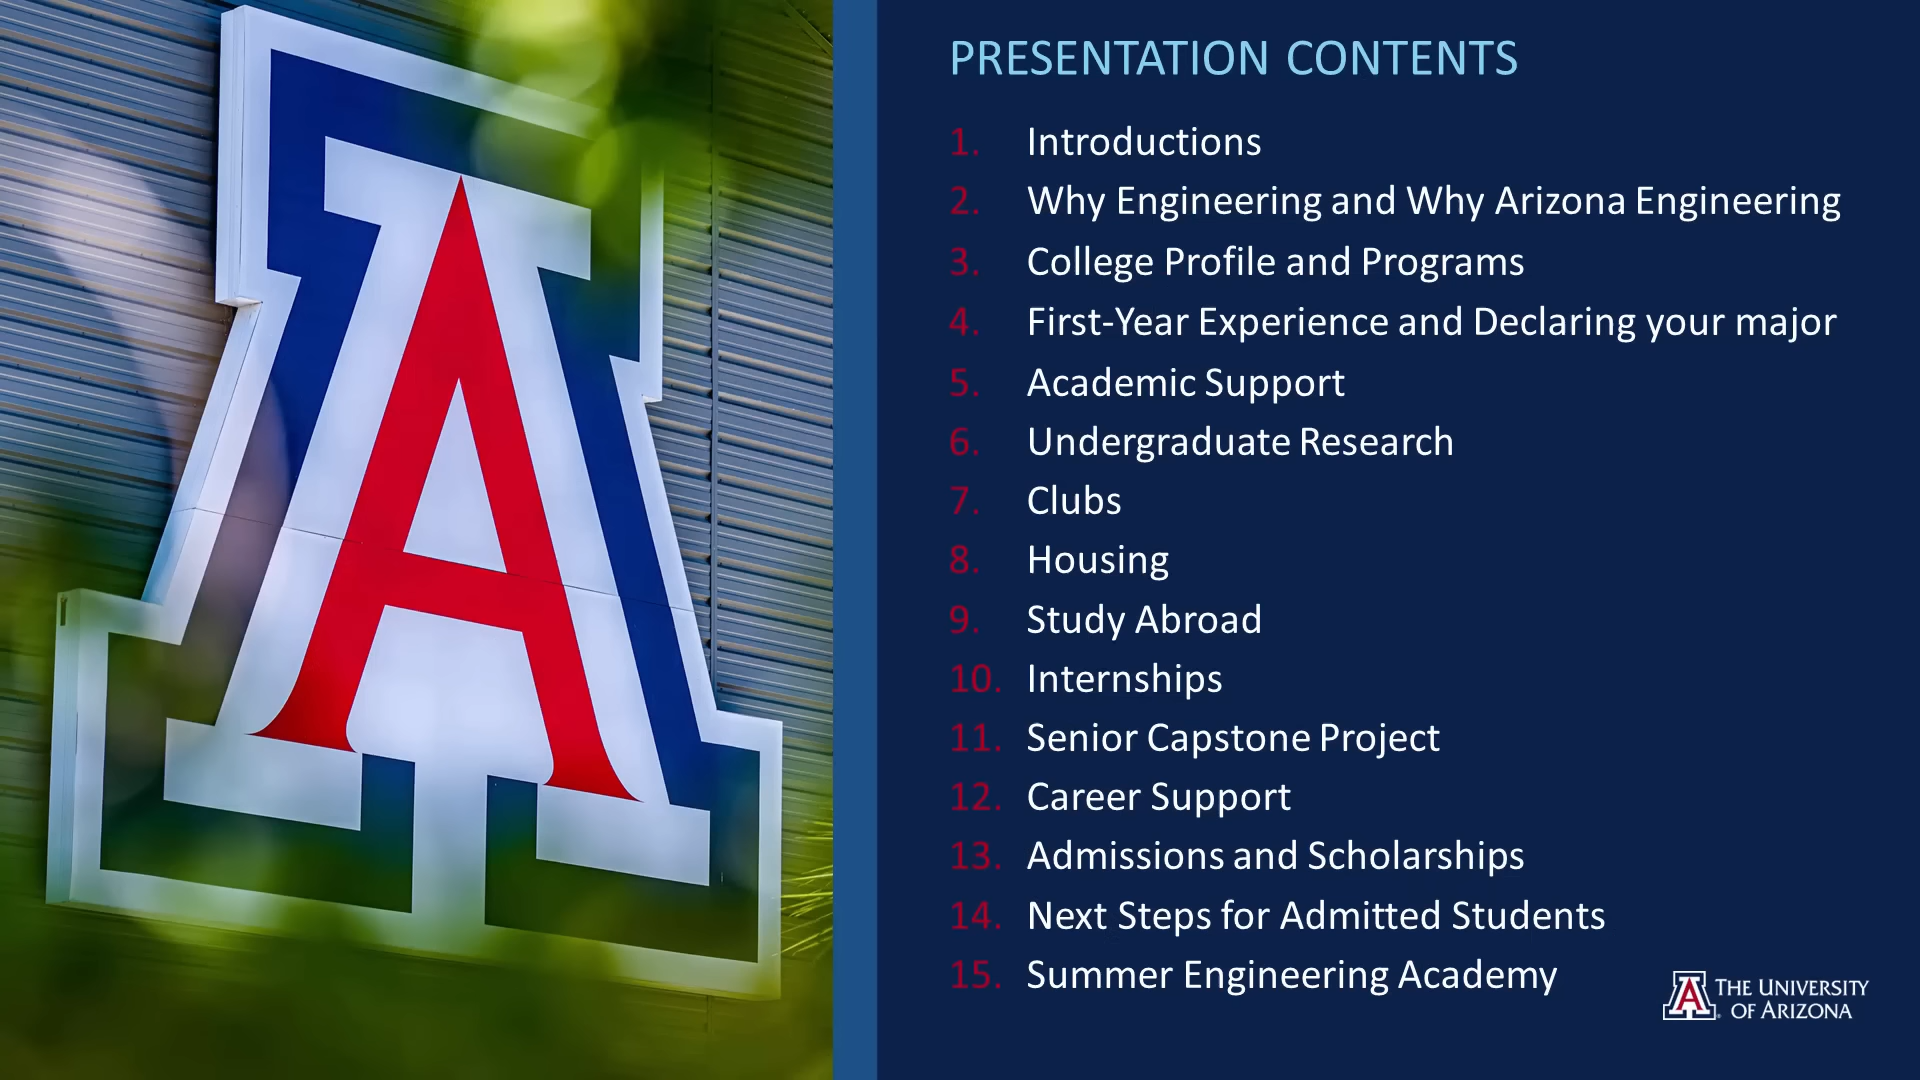 PRESENTATION CONTENTS
1. Introductions
2. Why Engineering and Why Arizona Engineering
3. College Profile and Programs
4. First-Year Experience and Declaring your major
5. Academic Support
6. Undergraduate Research
7. Clubs
8. Housing
9. Study Abroad
10. Internships
11. Senior Capstone Project
12. Career Support
13. Admissions and Scholarships
14. Next Steps for Admitted Students
15. Summer Engineering Academy
A
A THE UNIVERSITY
OF ARIZONA